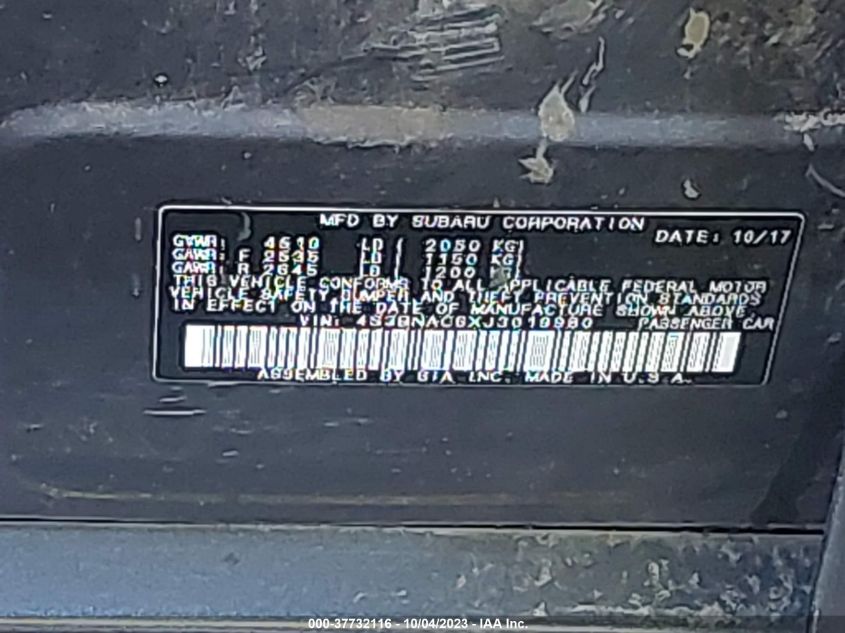 MFD BY SUBARU CORPORATION
DATE: 10/17
GVWR: 4510 LB ( 2050 KG)
GAWR: F 2535 LB ( 1150 KG)
GAWR: R 2645 LB ( 1200 KG)
THIS VEHICLE CONFORMS TO ALL APPLICABLE FEDERAL MOTOR
VEHICLE SAFETY BUMPER AND THEFT PREVENTION STANDARDS
IN EFFECT ON THE DATE OF MANUFACTURE SHOWN ABOVE.
VIN: 4S3BNAC6XJ3019980 PASSENGER CAR
ASSEMBLED BY SIA INC. MADE IN U.S.A.
000-37732116 - 10/04/2023 - IAA Inc.